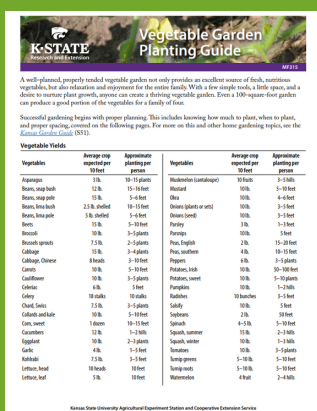 K-STATE
Research and Extension
Vegetable Garden
Planting Guide
MF315
A well-planned, properly tended vegetable garden not only provides an excellent source of fresh, nutritious
vegetables, but also relaxation and enjoyment for the entire family. With a few simple tools, a little space, and a
desire to nurture plant growth, anyone can create a thriving vegetable garden. Even a 100-square-foot garden
can produce a good portion of the vegetables for a family of four.
Successful gardening begins with proper planning. This includes knowing how much to plant, when to plant,
and proper spacing, covered on the following pages. For more on this and other home gardening topics, see the
Kansas Garden Guide (S51).
Vegetable Yields
Vegetables Average crop expected per 10 feet Approximate planting per person
Asparagus 3 lb. 10–15 plants
Beans, snap bush 12 lb. 15–16 feet
Beans, snap pole 15 lb. 5–6 feet
Beans, lima bush 2.5 lb. shelled 10–15 feet
Beans, lima pole 5 lb. shelled 5–6 feet
Beets 15 lb. 5–10 feet
Broccoli 10 lb. 3–5 plants
Brussels sprouts 7.5 lb. 2–5 plants
Cabbage 15 lb. 3–4 plants
Cabbage, Chinese 8 heads 3–10 feet
Carrots 10 lb. 5–10 feet
Cauliflower 10 lb. 3–5 plants
Celeriac 6 lb. 5 feet
Celery 10 stalks 10 stalks
Chard, Swiss 7.5 lb. 3–5 plants
Collards and kale 10 lb. 5–10 feet
Corn, sweet 1 dozen 10–15 feet
Cucumbers 12 lb. 1–2 hills
Eggplant 10 lb. 2–3 plants
Garlic 4 lb. 1–5 feet
Kohlrabi 7.5 lb. 3–5 feet
Lettuce, head 10 heads 10 feet
Lettuce, leaf 5 lb. 10 feet
Vegetables Average crop expected per 10 feet Approximate planting per person
Muskmelon (cantaloupe) 10 fruits 3–5 hills
Mustard 10 lb. 5–10 feet
Okra 10 lb. 4–6 feet
Onions (plants or sets) 10 lb. 3–5 feet
Onions (seed) 10 lb. 3–5 feet
Parsley 3 lb. 1–3 feet
Parsnips 10 lb. 5 feet
Peas, English 2 lb. 15–20 feet
Peas, southern 4 lb. 10–15 feet
Peppers 6 lb. 3–5 plants
Potatoes, Irish 10 lb. 50–100 feet
Potatoes, sweet 10 lb. 5–10 plants
Pumpkins 10 lb. 1–2 hills
Radishes 10 bunches 3–5 feet
Salsify 10 lb. 5 feet
Soybeans 2 lb. 50 feet
Spinach 4–5 lb. 5–10 feet
Squash, summer 15 lb. 2–3 hills
Squash, winter 10 lb. 1–3 hills
Tomatoes 10 lb. 3–5 plants
Turnip greens 5–10 lb. 5–10 feet
Turnip roots 5–10 lb. 5–10 feet
Watermelon 4 fruit 2–4 hills
Kansas State University Agricultural Experiment Station and Cooperative Extension Service